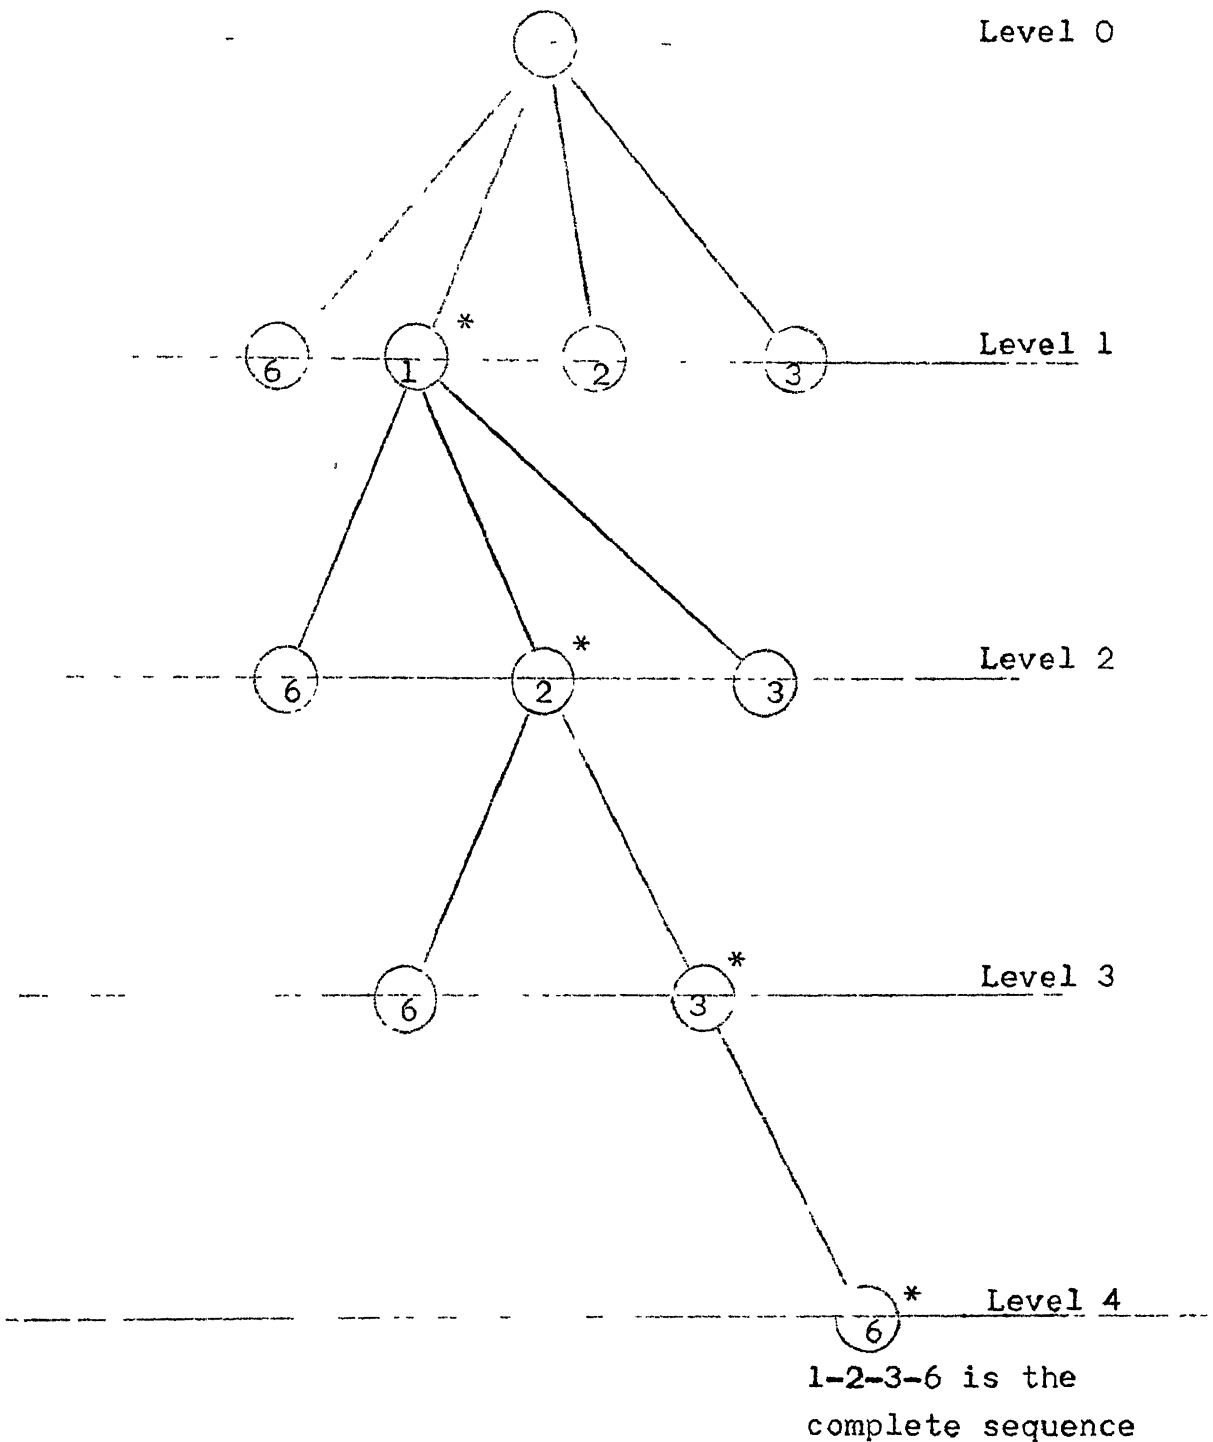 Level 0
*
Level 1
6 1 2 3
*
Level 2
6 2 3
*
Level 3
6 3
*
Level 4
6
1-2-3-6 is the
complete sequence